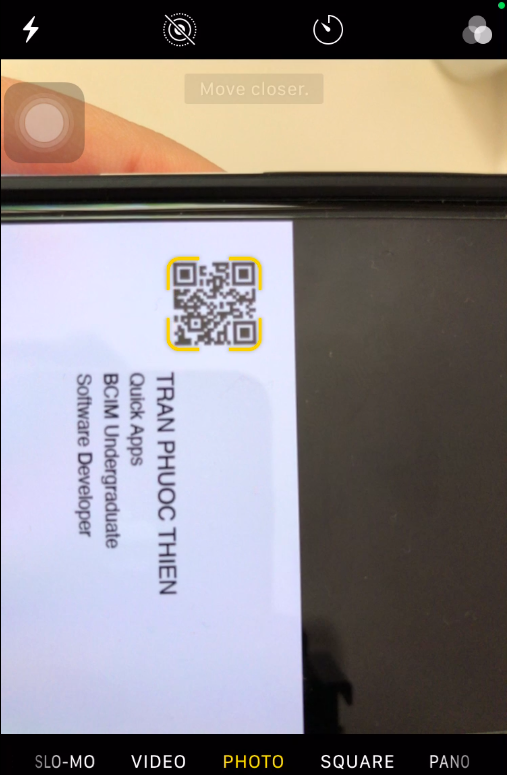 Move closer.
TRAN PHUOC THIEN
Quick Apps
BCIM Undergraduate
Software Developer
SLO-MO
VIDEO
PHOTO
SQUARE
PANO